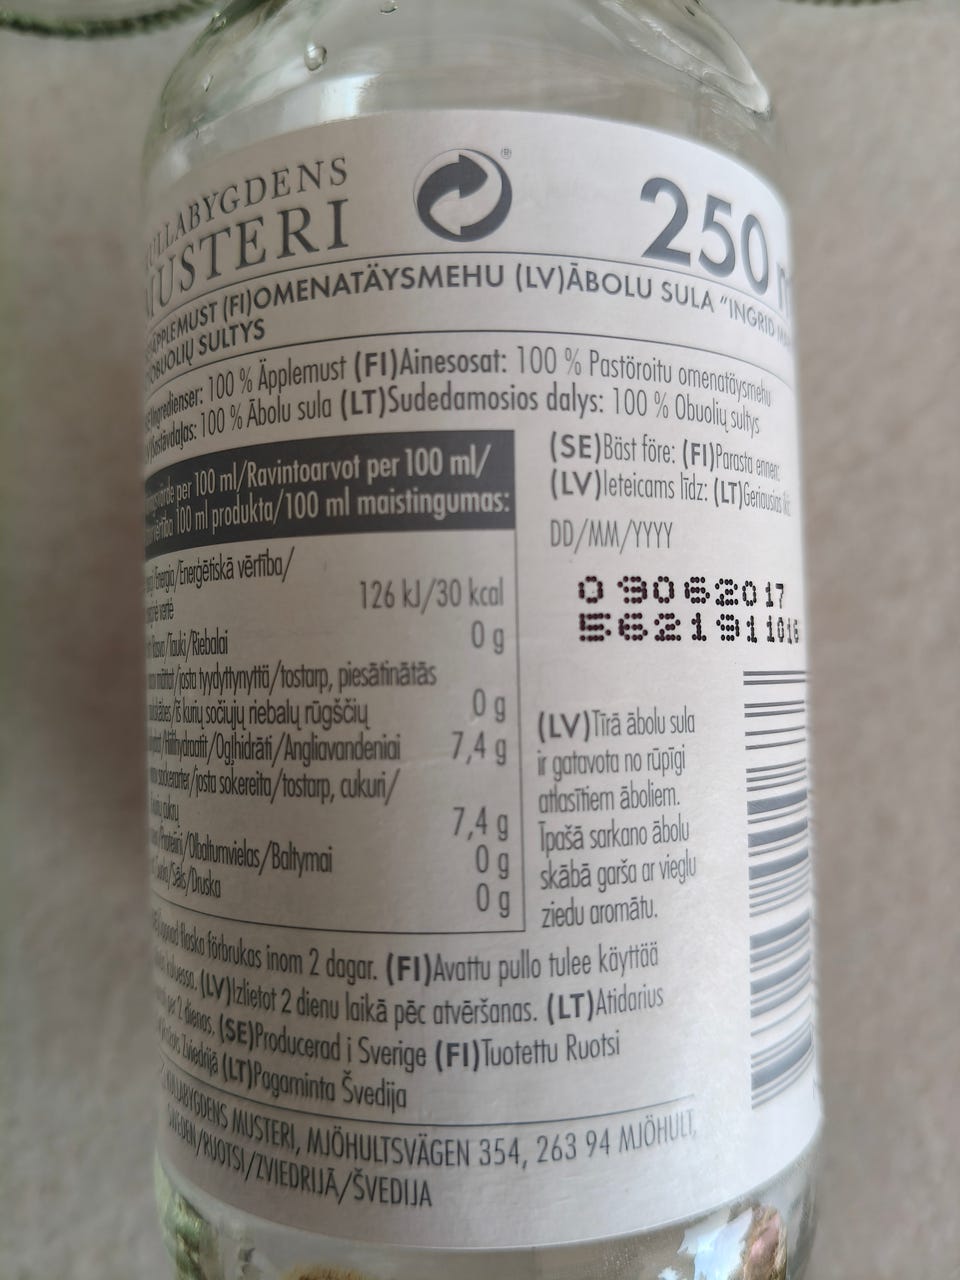 KULLABYGDENS
MUSTERI
®
250
ÄPPLEMUST (FI)OMENATÄYSMEHU (LV)ĀBOLU SULA "INGRID
OBUOLIŲ SULTYS
Ingredienser: 100 % Äpplemust (FI)Ainesosat: 100 % Pastöroitu omenatäysmehu
Sastāvdaļas: 100 % Ābolu sula (LT)Sudedamosios dalys: 100 % Obuolių sultys
per 100 ml/Ravintoarvot per 100 ml/
100 ml produkta/100 ml maistingumas:
Energia/Enerģētiskā vērtība/
vertė
126 kJ/30 kcal
Rasva/Tauki/Riebalai
0 g
mättat/josta tyydyttynyttä/tostarp, piesātinātās
iš kurių sočiųjų riebalų rūgščių
0 g
Hiilihydraatit/Ogļhidrāti/Angliavandeniai
7,4 g
sockerarter/josta sokereita/tostarp, cukuri/
cukrų
7,4 g
Proteiini/Olbaltumvielas/Baltymai
0 g
Suola/Sāls/Druska
0 g
(SE)Bäst före: (FI)Parasta ennen:
(LV)Ieteicams līdz: (LT)Geriausias iki:
DD/MM/YYYY
09062017
5621911016
(LV)Tīrā ābolu sula
ir gatavota no rūpīgi
atlasītiem āboliem.
Īpašā sarkano ābolu
skābā garša ar vieglu
ziedu aromātu.
Öppnad flaska förbrukas inom 2 dagar. (FI)Avattu pullo tulee käyttää
kuluessa. (LV)Izlietot 2 dienu laikā pēc atvēršanas. (LT)Atidarius
per 2 dienas. (SE)Producerad i Sverige (FI)Tuotettu Ruotsi
Zviedrijā (LT)Pagaminta Švedija
KULLABYGDENS MUSTERI, MJÖHULTSVÄGEN 354, 263 94 MJÖHULT,
SWEDEN/RUOTSI/ZVIEDRIJĀ/ŠVEDIJA